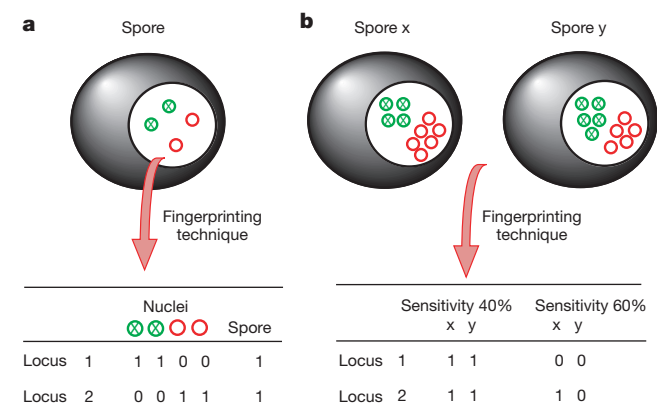 a
Spore
Fingerprinting
technique
Nuclei
Spore
Locus 1 1 1 0 0 1
Locus 2 0 0 1 1 1
b
Spore x Spore y
Fingerprinting
technique
Sensitivity 40% Sensitivity 60%
x y x y
Locus 1 1 1 0 0
Locus 2 1 1 1 0